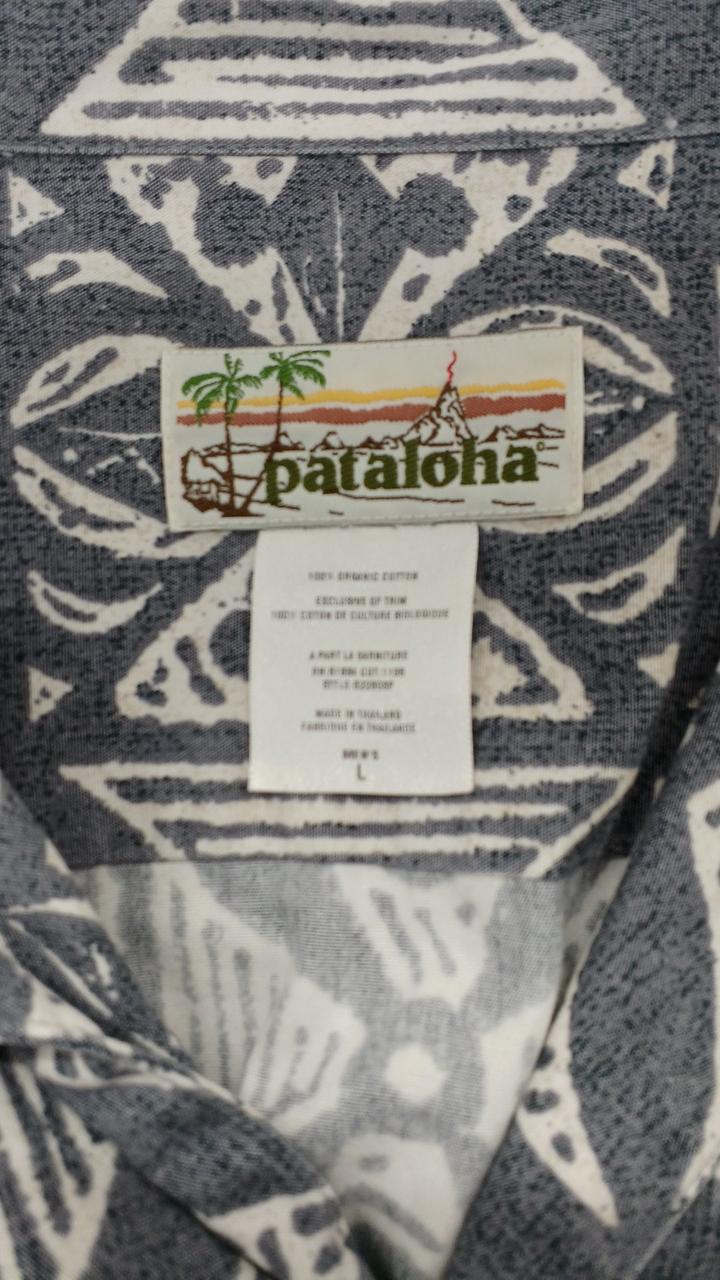 pataloha
100% ORGANIC COTTON
EXCLUSIVE OF TRIM
100% COTON DE CULTURE BIOLOGIQUE
A PART LA GARNITURE
MADE IN THAILAND
FABRIQUE EN THAILANDE
MEN'S
L